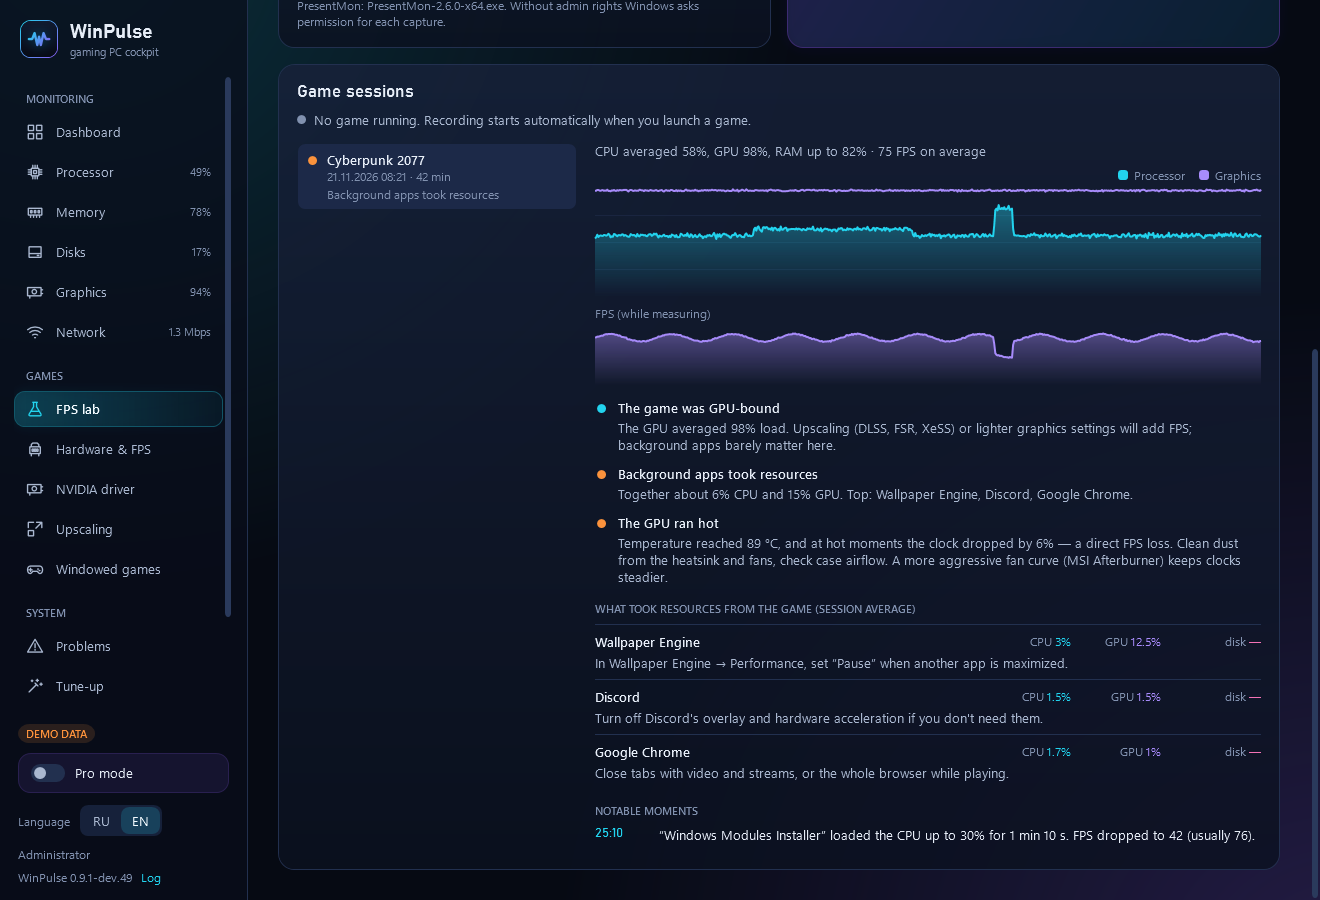 WinPulse
gaming PC cockpit
MONITORING
Dashboard
Processor 49%
Memory 78%
Disks 17%
Graphics 94%
Network 1.3 Mbps
GAMES
FPS lab
Hardware & FPS
NVIDIA driver
Upscaling
Windowed games
SYSTEM
Problems
Tune-up
DEMO DATA
Pro mode
Language RU EN
Administrator
WinPulse 0.9.1-dev.49 Log
PresentMon: PresentMon-2.6.0-x64.exe. Without admin rights Windows asks
permission for each capture.
Game sessions
No game running. Recording starts automatically when you launch a game.
Cyberpunk 2077
21.11.2026 08:21 · 42 min
Background apps took resources
CPU averaged 58%, GPU 98%, RAM up to 82% · 75 FPS on average
Processor Graphics
FPS (while measuring)
The game was GPU-bound
The GPU averaged 98% load. Upscaling (DLSS, FSR, XeSS) or lighter graphics settings will add FPS;
background apps barely matter here.
Background apps took resources
Together about 6% CPU and 15% GPU. Top: Wallpaper Engine, Discord, Google Chrome.
The GPU ran hot
Temperature reached 89 °C, and at hot moments the clock dropped by 6% — a direct FPS loss. Clean dust
from the heatsink and fans, check case airflow. A more aggressive fan curve (MSI Afterburner) keeps clocks
steadier.
WHAT TOOK RESOURCES FROM THE GAME (SESSION AVERAGE)
Wallpaper Engine CPU 3% GPU 12.5% disk —
In Wallpaper Engine → Performance, set "Pause" when another app is maximized.
Discord CPU 1.5% GPU 1.5% disk —
Turn off Discord's overlay and hardware acceleration if you don't need them.
Google Chrome CPU 1.7% GPU 1% disk —
Close tabs with video and streams, or the whole browser while playing.
NOTABLE MOMENTS
25:10 "Windows Modules Installer" loaded the CPU up to 30% for 1 min 10 s. FPS dropped to 42 (usually 76).